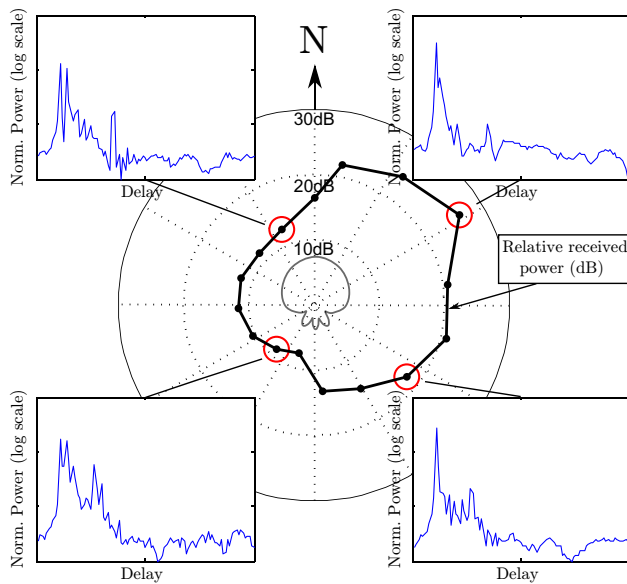 Norm. Power (log scale)
Delay
N
30dB
20dB
10dB
Norm. Power (log scale)
Delay
Relative received
power (dB)
Norm. Power (log scale)
Delay
Norm. Power (log scale)
Delay